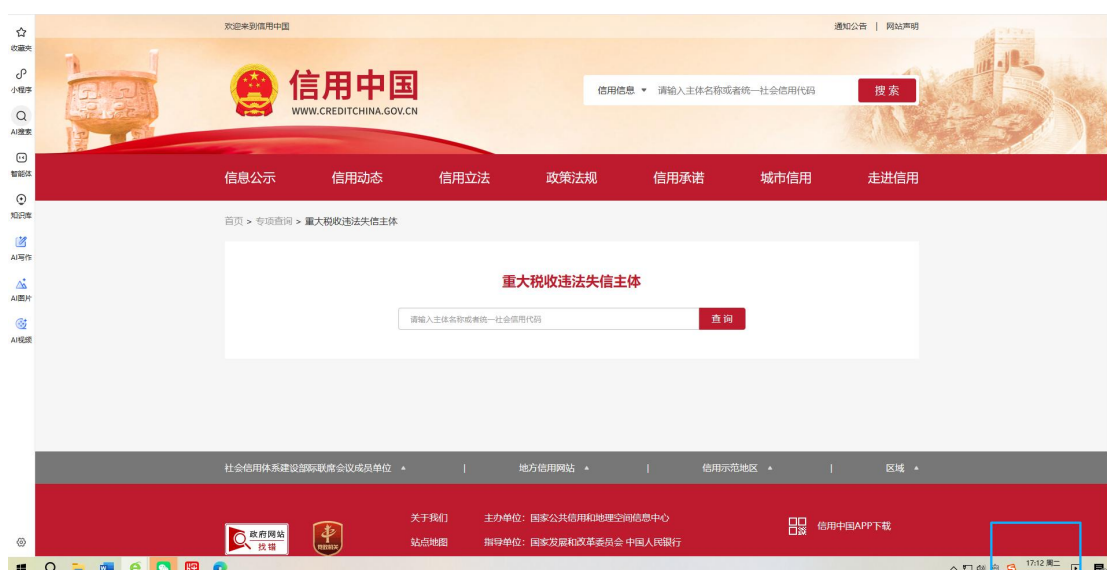 欢迎来到信用中国
通知公告 | 网站声明
收藏夹
小程序
AI搜索
智能体
知识库
AI写作
AI图片
AI视频
信用中国
WWW.CREDITCHINA.GOV.CN
信用信息 请输入主体名称或者统一社会信用代码 搜索
信息公示 信用动态 信用立法 政策法规 信用承诺 城市信用 走进信用
首页 > 专项查询 > 重大税收违法失信主体
重大税收违法失信主体
请输入主体名称或者统一社会信用代码 查询
社会信用体系建设部际联席会议成员单位 | 地方信用网站 | 信用示范地区 | 区域
政府网站
找错
党政机关
关于我们 主办单位：国家公共信用和地理空间信息中心
站点地图 指导单位：国家发展和改革委员会 中国人民银行
信用中国APP下载
17:12 周二